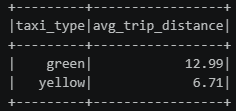 +---------+-----------------+
|taxi_type|avg_trip_distance|
+---------+-----------------+
|    green|            12.99|
|   yellow|             6.71|
+---------+-----------------+